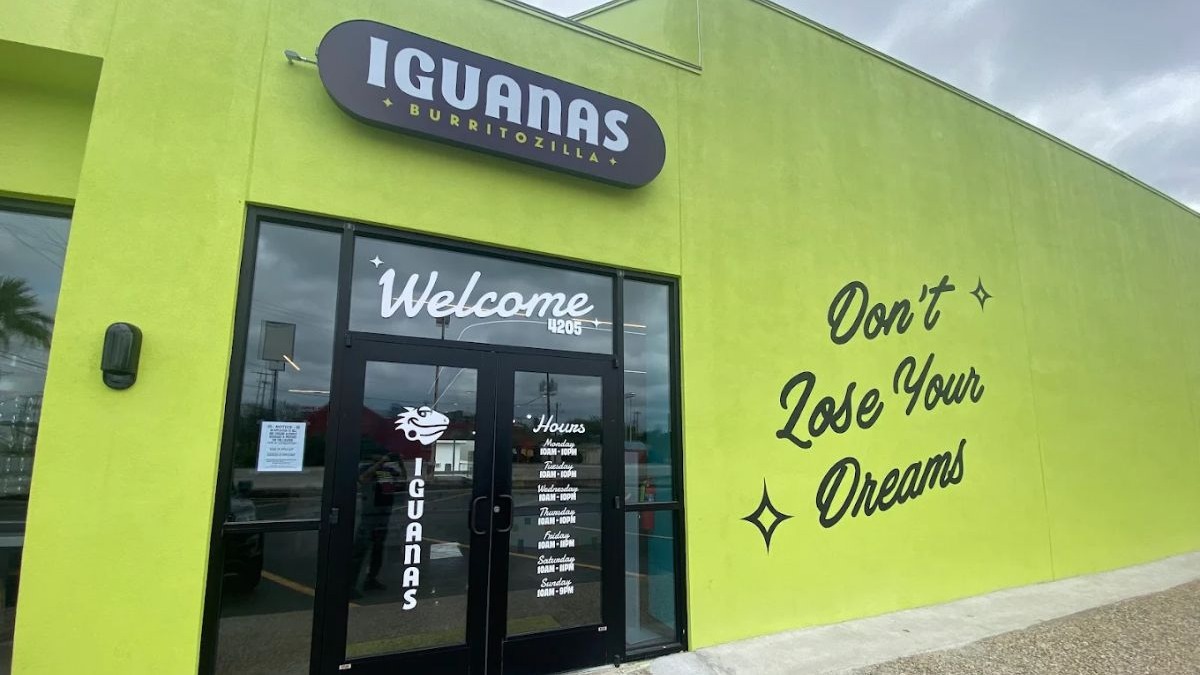 IGUANAS
BURRITOZILLA
Welcome
4205
IGUANAS
Hours
Monday
10AM - 10PM
Tuesday
10AM - 10PM
Wednesday
10AM - 10PM
Thursday
10AM - 10PM
Friday
10AM - 11PM
Saturday
10AM - 11PM
Sunday
10AM - 9PM
Don't
Lose Your
Dreams